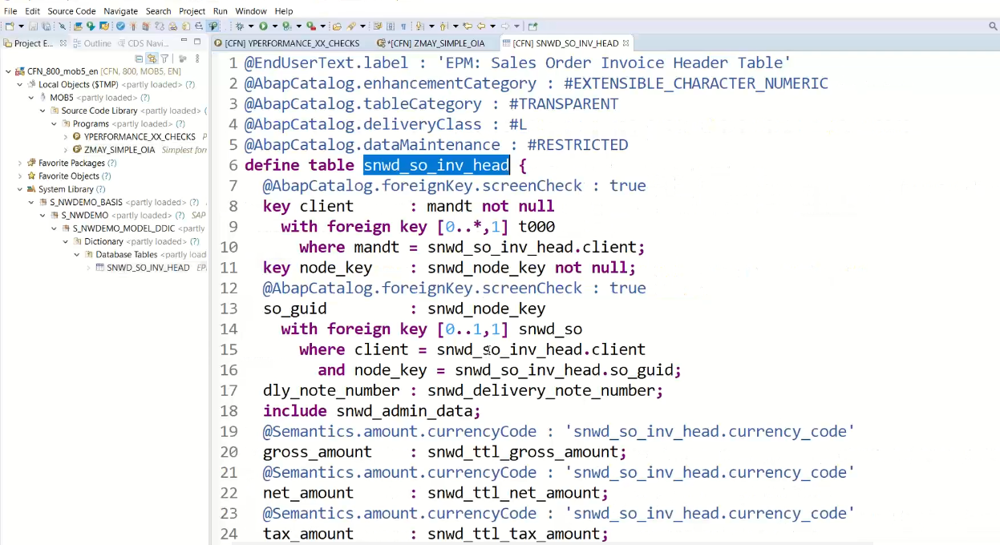 File Edit Source Code Navigate Search Project Run Window Help
Project E... Outline CDS Navi...
[CFN] YPERFORMANCE_XX_CHECKS *[CFN] ZMAY_SIMPLE_OIA [CFN] SNWD_SO_INV_HEAD
CFN_800_mob5_en [CFN, 800, MOB5, EN]
Local Objects ($TMP) <partly loaded> (?)
MOB5 <partly loaded> (?)
Source Code Library <partly loaded> (
Programs <partly loaded> (?)
YPERFORMANCE_XX_CHECKS P
ZMAY_SIMPLE_OIA Simplest for
Favorite Packages (?)
Favorite Objects (?)
System Library (?)
S_NWDEMO_BASIS <partly loaded> (?)
S_NWDEMO <partly loaded> (?) SAP
S_NWDEMO_MODEL_DDIC <partly
Dictionary <partly loaded> (?)
Database Tables <partly load
SNWD_SO_INV_HEAD EP
1 @EndUserText.label : 'EPM: Sales Order Invoice Header Table'
2 @AbapCatalog.enhancementCategory : #EXTENSIBLE_CHARACTER_NUMERIC
3 @AbapCatalog.tableCategory : #TRANSPARENT
4 @AbapCatalog.deliveryClass : #L
5 @AbapCatalog.dataMaintenance : #RESTRICTED
6 define table snwd_so_inv_head {
7 @AbapCatalog.foreignKey.screenCheck : true
8 key client : mandt not null
9 with foreign key [0..*,1] t000
10 where mandt = snwd_so_inv_head.client;
11 key node_key : snwd_node_key not null;
12 @AbapCatalog.foreignKey.screenCheck : true
13 so_guid : snwd_node_key
14 with foreign key [0..1,1] snwd_so
15 where client = snwd_so_inv_head.client
16 and node_key = snwd_so_inv_head.so_guid;
17 dly_note_number : snwd_delivery_note_number;
18 include snwd_admin_data;
19 @Semantics.amount.currencyCode : 'snwd_so_inv_head.currency_code'
20 gross_amount : snwd_ttl_gross_amount;
21 @Semantics.amount.currencyCode : 'snwd_so_inv_head.currency_code'
22 net_amount : snwd_ttl_net_amount;
23 @Semantics.amount.currencyCode : 'snwd_so_inv_head.currency_code'
24 tax_amount : snwd_ttl_tax_amount;